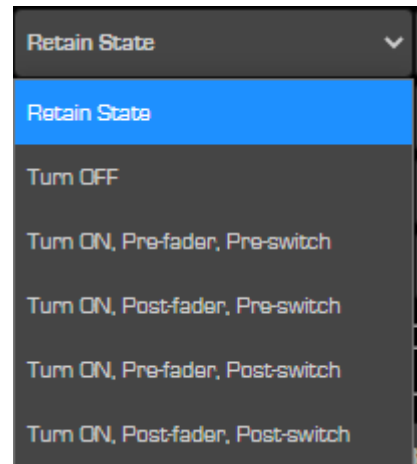 Retain State
Retain State
Turn OFF
Turn ON, Pre-fader, Pre-switch
Turn ON, Post-fader, Pre-switch
Turn ON, Pre-fader, Post-switch
Turn ON, Post-fader, Post-switch